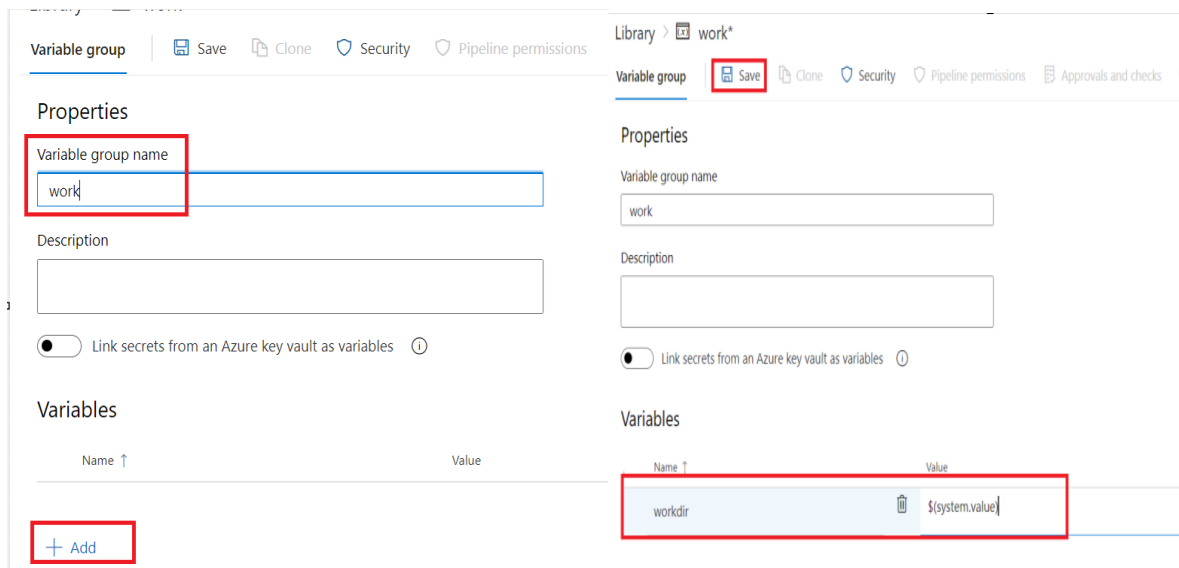 Variable group Save Clone Security Pipeline permissions
Properties
Variable group name
work
Description
Link secrets from an Azure key vault as variables
Variables
Name ↑ Value
+ Add
Library > work*
Variable group Save Clone Security Pipeline permissions Approvals and checks
Properties
Variable group name
work
Description
Link secrets from an Azure key vault as variables
Variables
Name ↑ Value
workdir $(system.value)